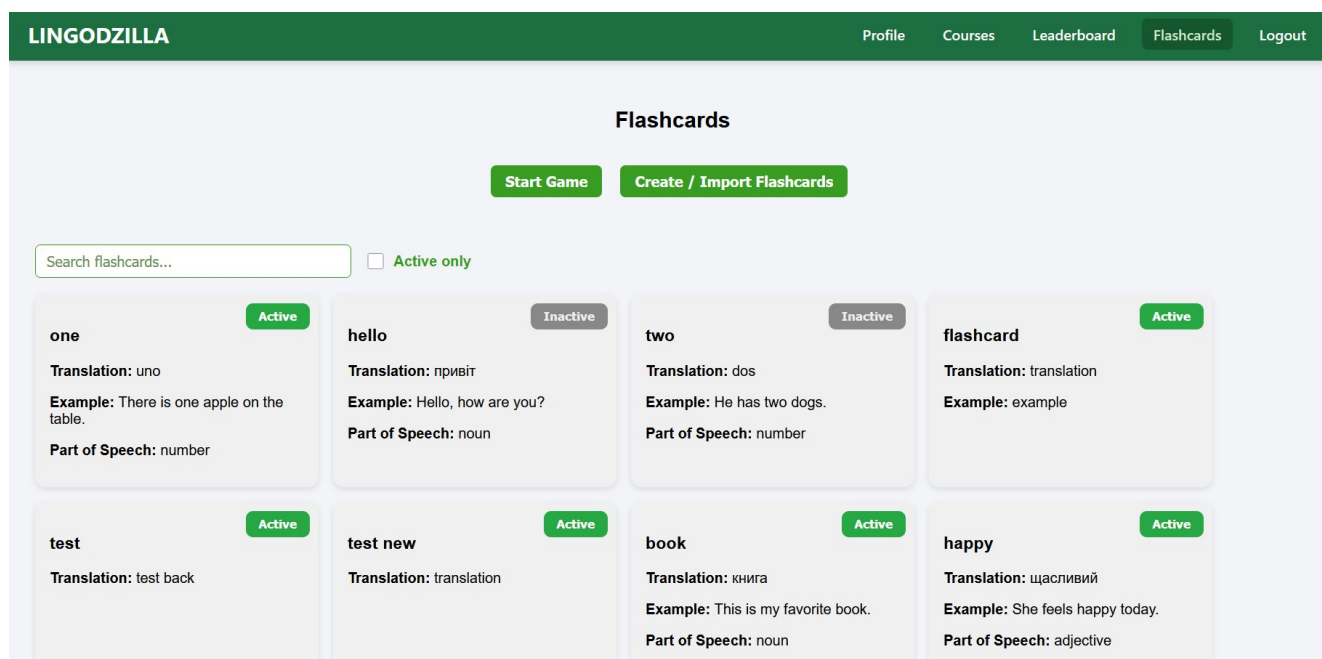 LINGODZILLA
Profile Courses Leaderboard Flashcards Logout
Flashcards
Start Game Create / Import Flashcards
Search flashcards... Active only
Active
one
Translation: uno
Example: There is one apple on the
table.
Part of Speech: number
Inactive
hello
Translation: привіт
Example: Hello, how are you?
Part of Speech: noun
Inactive
two
Translation: dos
Example: He has two dogs.
Part of Speech: number
Active
flashcard
Translation: translation
Example: example
Active
test
Translation: test back
Active
test new
Translation: translation
Active
book
Translation: книга
Example: This is my favorite book.
Part of Speech: noun
Active
happy
Translation: щасливий
Example: She feels happy today.
Part of Speech: adjective